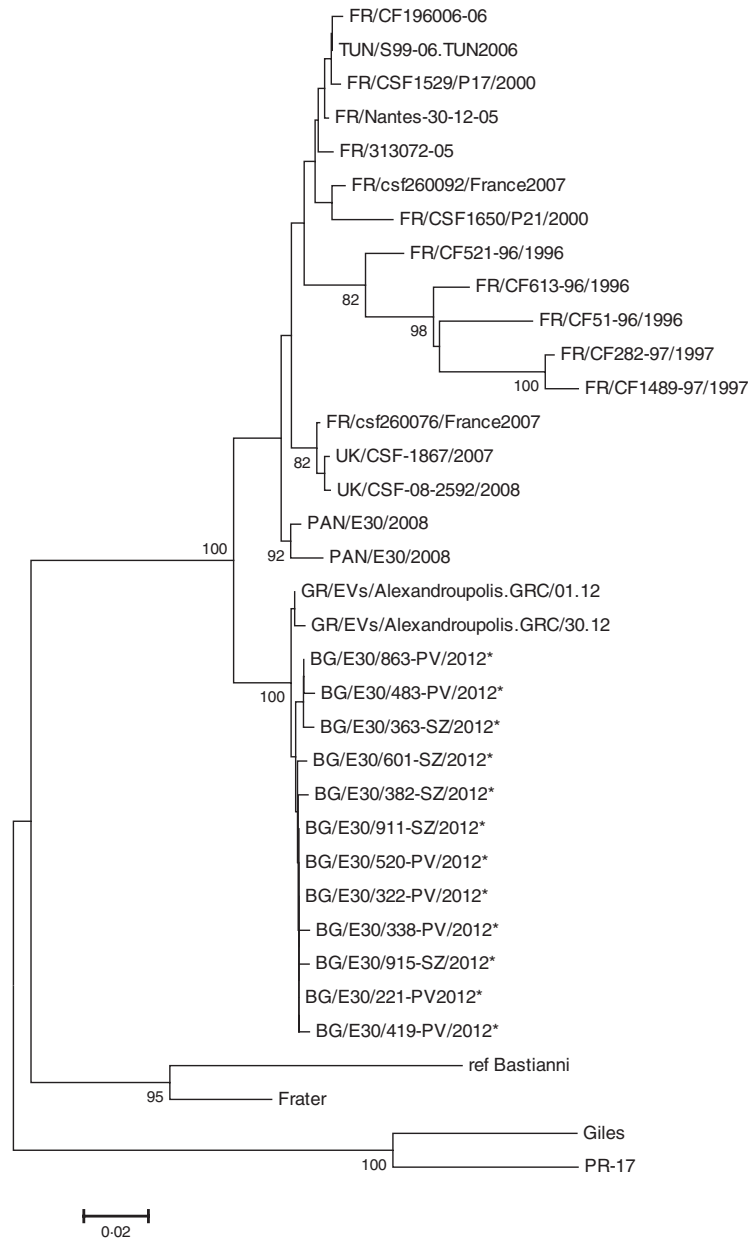 FR/CF196006-06
TUN/S99-06.TUN2006
FR/CSF1529/P17/2000
FR/Nantes-30-12-05
FR/313072-05
FR/csf260092/France2007
FR/CSF1650/P21/2000
FR/CF521-96/1996
82
FR/CF613-96/1996
98
FR/CF51-96/1996
FR/CF282-97/1997
100
FR/CF1489-97/1997
FR/csf260076/France2007
82
UK/CSF-1867/2007
UK/CSF-08-2592/2008
PAN/E30/2008
100
92
PAN/E30/2008
GR/EVs/Alexandroupolis.GRC/01.12
GR/EVs/Alexandroupolis.GRC/30.12
BG/E30/863-PV/2012*
100
BG/E30/483-PV/2012*
BG/E30/363-SZ/2012*
BG/E30/601-SZ/2012*
BG/E30/382-SZ/2012*
BG/E30/911-SZ/2012*
BG/E30/520-PV/2012*
BG/E30/322-PV/2012*
BG/E30/338-PV/2012*
BG/E30/915-SZ/2012*
BG/E30/221-PV2012*
BG/E30/419-PV/2012*
ref Bastianni
95
Frater
Giles
100
PR-17
0·02